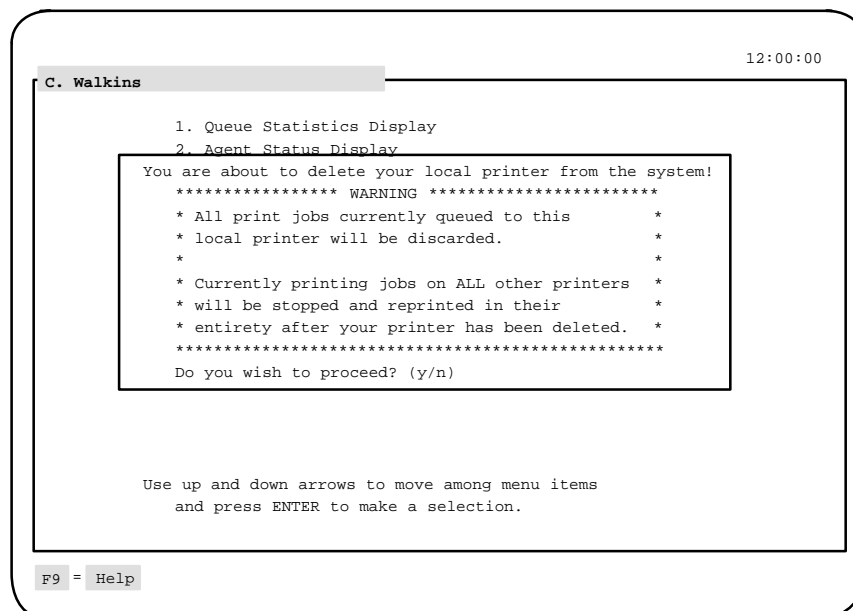 12:00:00
C. Walkins
1. Queue Statistics Display
2. Agent Status Display
You are about to delete your local printer from the system!
***************** WARNING ************************
* All print jobs currently queued to this *
* local printer will be discarded. *
* *
* Currently printing jobs on ALL other printers *
* will be stopped and reprinted in their *
* entirety after your printer has been deleted. *
***************************************************
Do you wish to proceed? (y/n)
Use up and down arrows to move among menu items
and press ENTER to make a selection.
F9 = Help